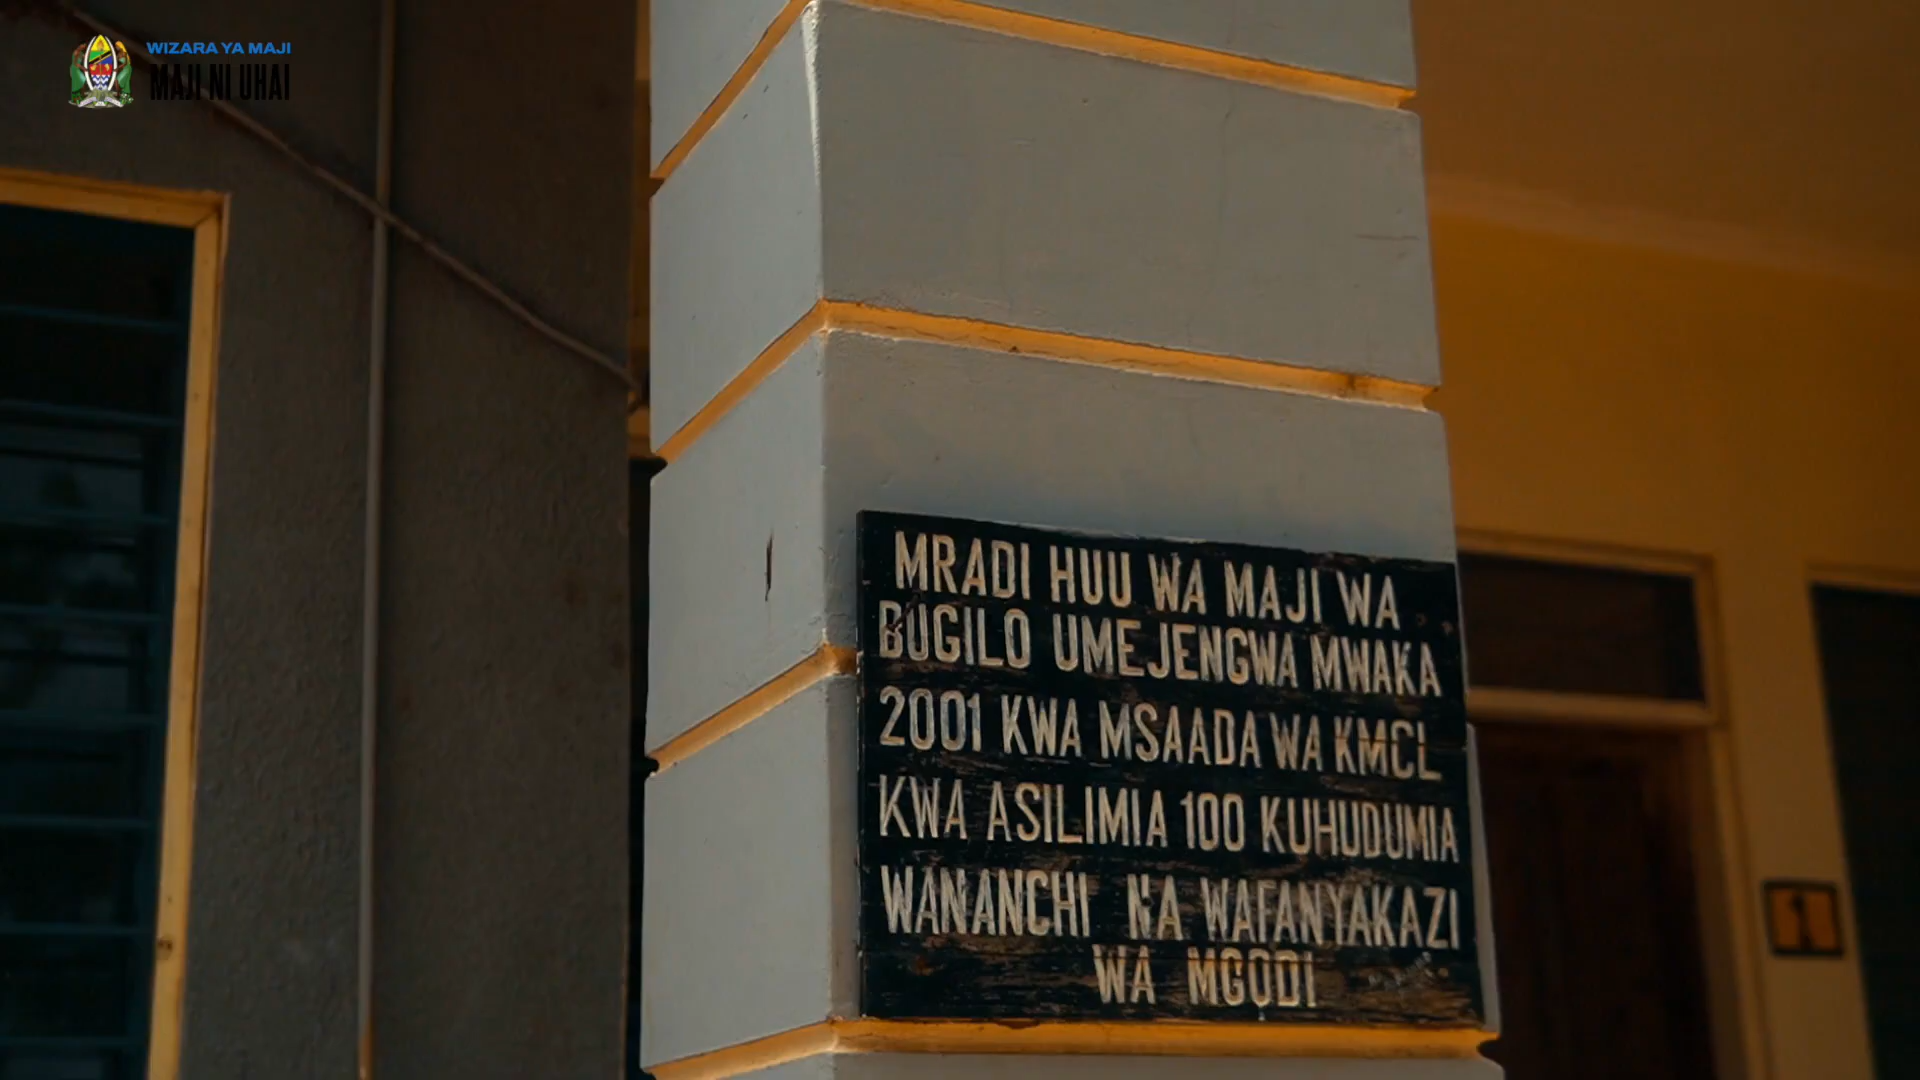 WIZARA YA MAJI
MAJI NI UHAI
MRADI HUU WA MAJI WA
BUGILO UMEJENGWA MWAKA
2001 KWA MSAADA WA KMCL
KWA ASILIMIA 100 KUHUDUMIA
WANANCHI NA WAFANYAKAZI
WA MGODI
1